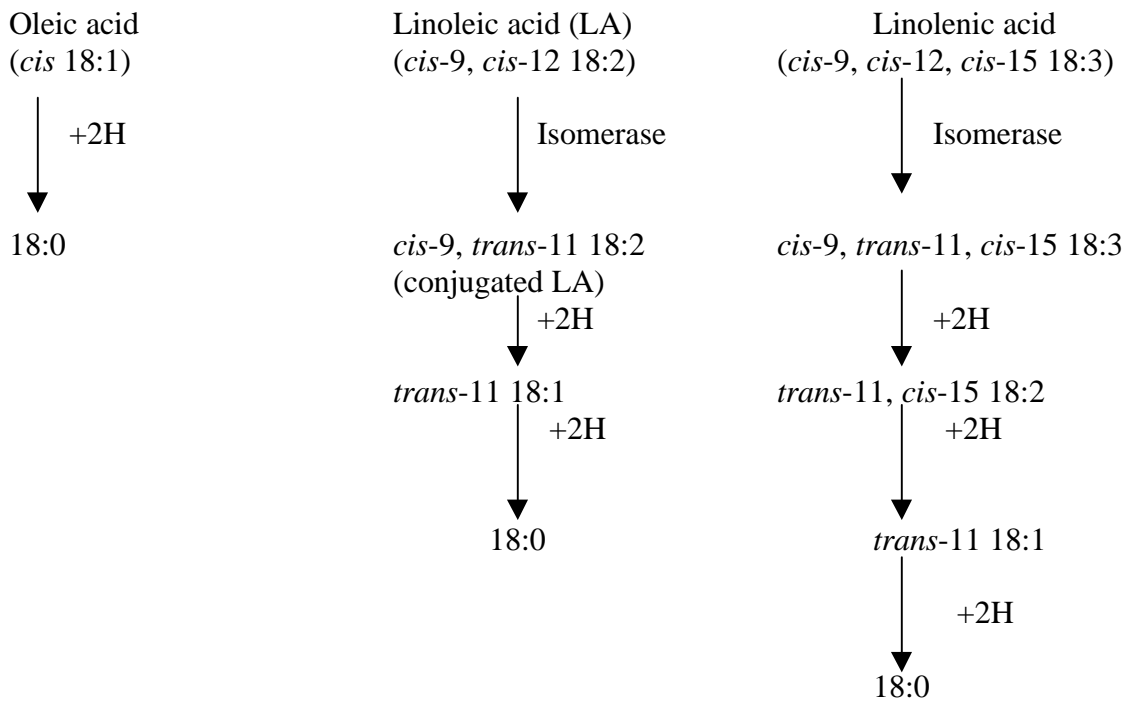 Oleic acid
(cis 18:1)
+2H
18:0
Linoleic acid (LA)
(cis-9, cis-12 18:2)
Isomerase
cis-9, trans-11 18:2
(conjugated LA)
+2H
trans-11 18:1
+2H
18:0
Linolenic acid
(cis-9, cis-12, cis-15 18:3)
Isomerase
cis-9, trans-11, cis-15 18:3
+2H
trans-11, cis-15 18:2
+2H
trans-11 18:1
+2H
18:0